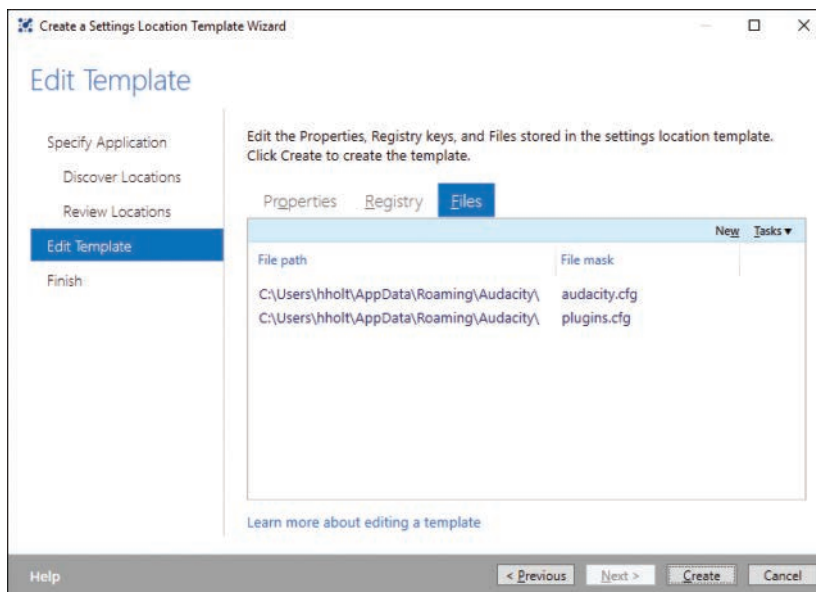 Create a Settings Location Template Wizard
Edit Template
Specify Application
Discover Locations
Review Locations
Edit Template
Finish
Edit the Properties, Registry keys, and Files stored in the settings location template.
Click Create to create the template.
Properties Registry Files
New Tasks ▾
File path File mask
C:\Users\hholt\AppData\Roaming\Audacity\ audacity.cfg
C:\Users\hholt\AppData\Roaming\Audacity\ plugins.cfg
Learn more about editing a template
Help < Previous Next > Create Cancel